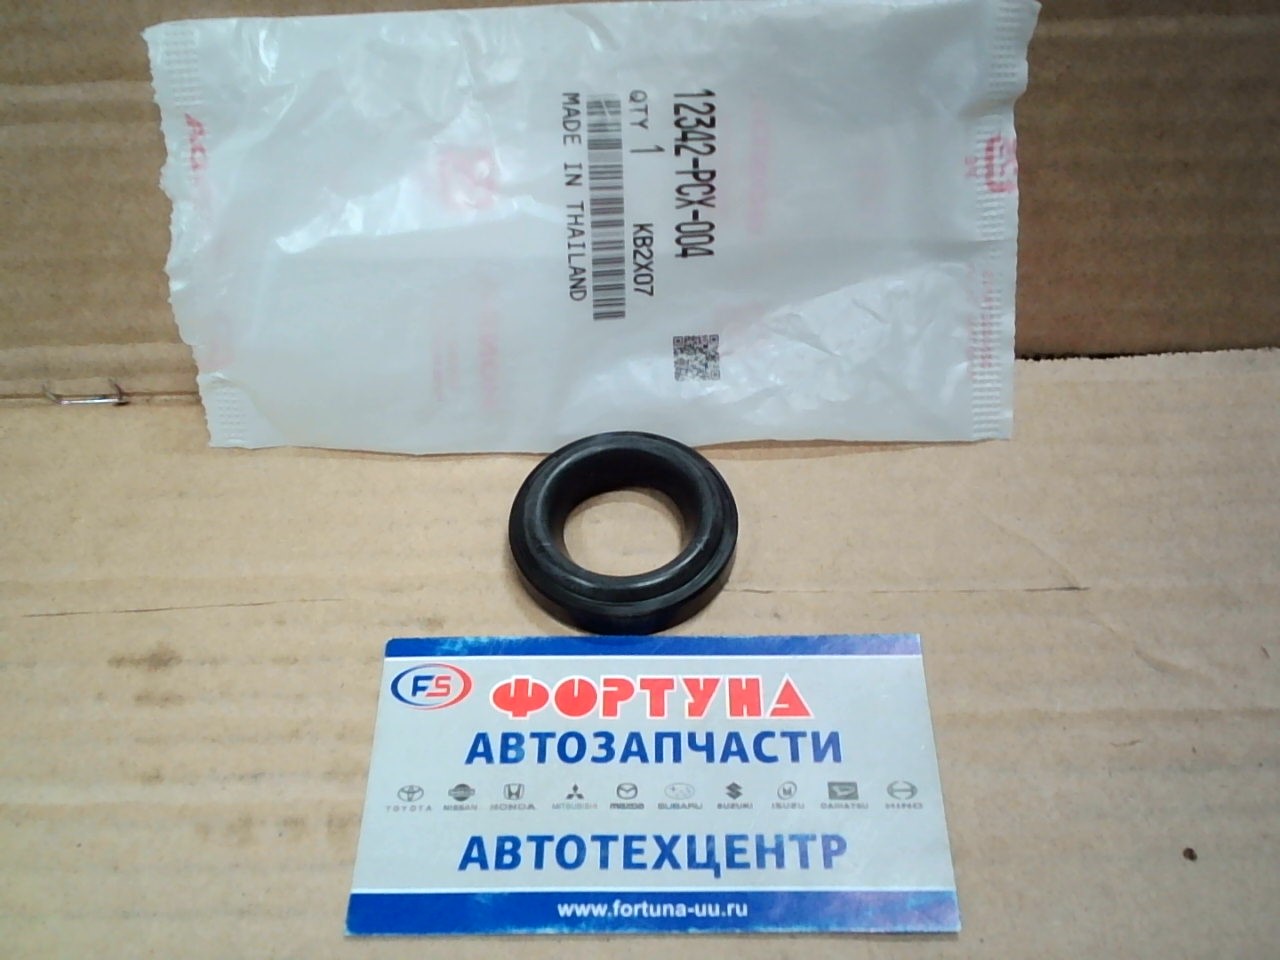 12342-PCX-004
QTY 1 KB2X07
MADE IN THAILAND
FS ФОРТУНА
АВТОЗАПЧАСТИ
TOYOTA NISSAN HONDA MITSUBISHI mazda SUBARU SUZUKI ISUZU DAIHATSU HINO
АВТОТЕХЦЕНТР
www.fortuna-uu.ru